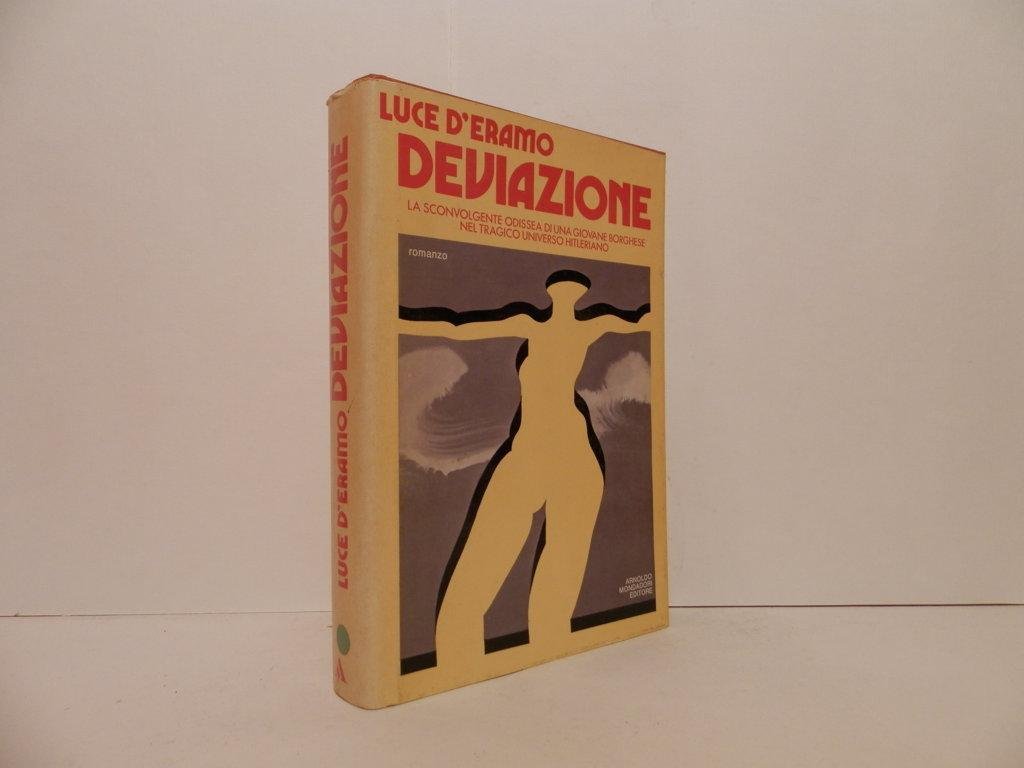 LUCE D'ERAMO
DEVIAZIONE
LA SCONVOLGENTE ODISSEA DI UNA GIOVANE BORGHESE
NEL TRAGICO UNIVERSO HITLERIANO
romanzo
ARNOLDO
MONDADORI
EDITORE
LUCE D'ERAMO DEVIAZIONE